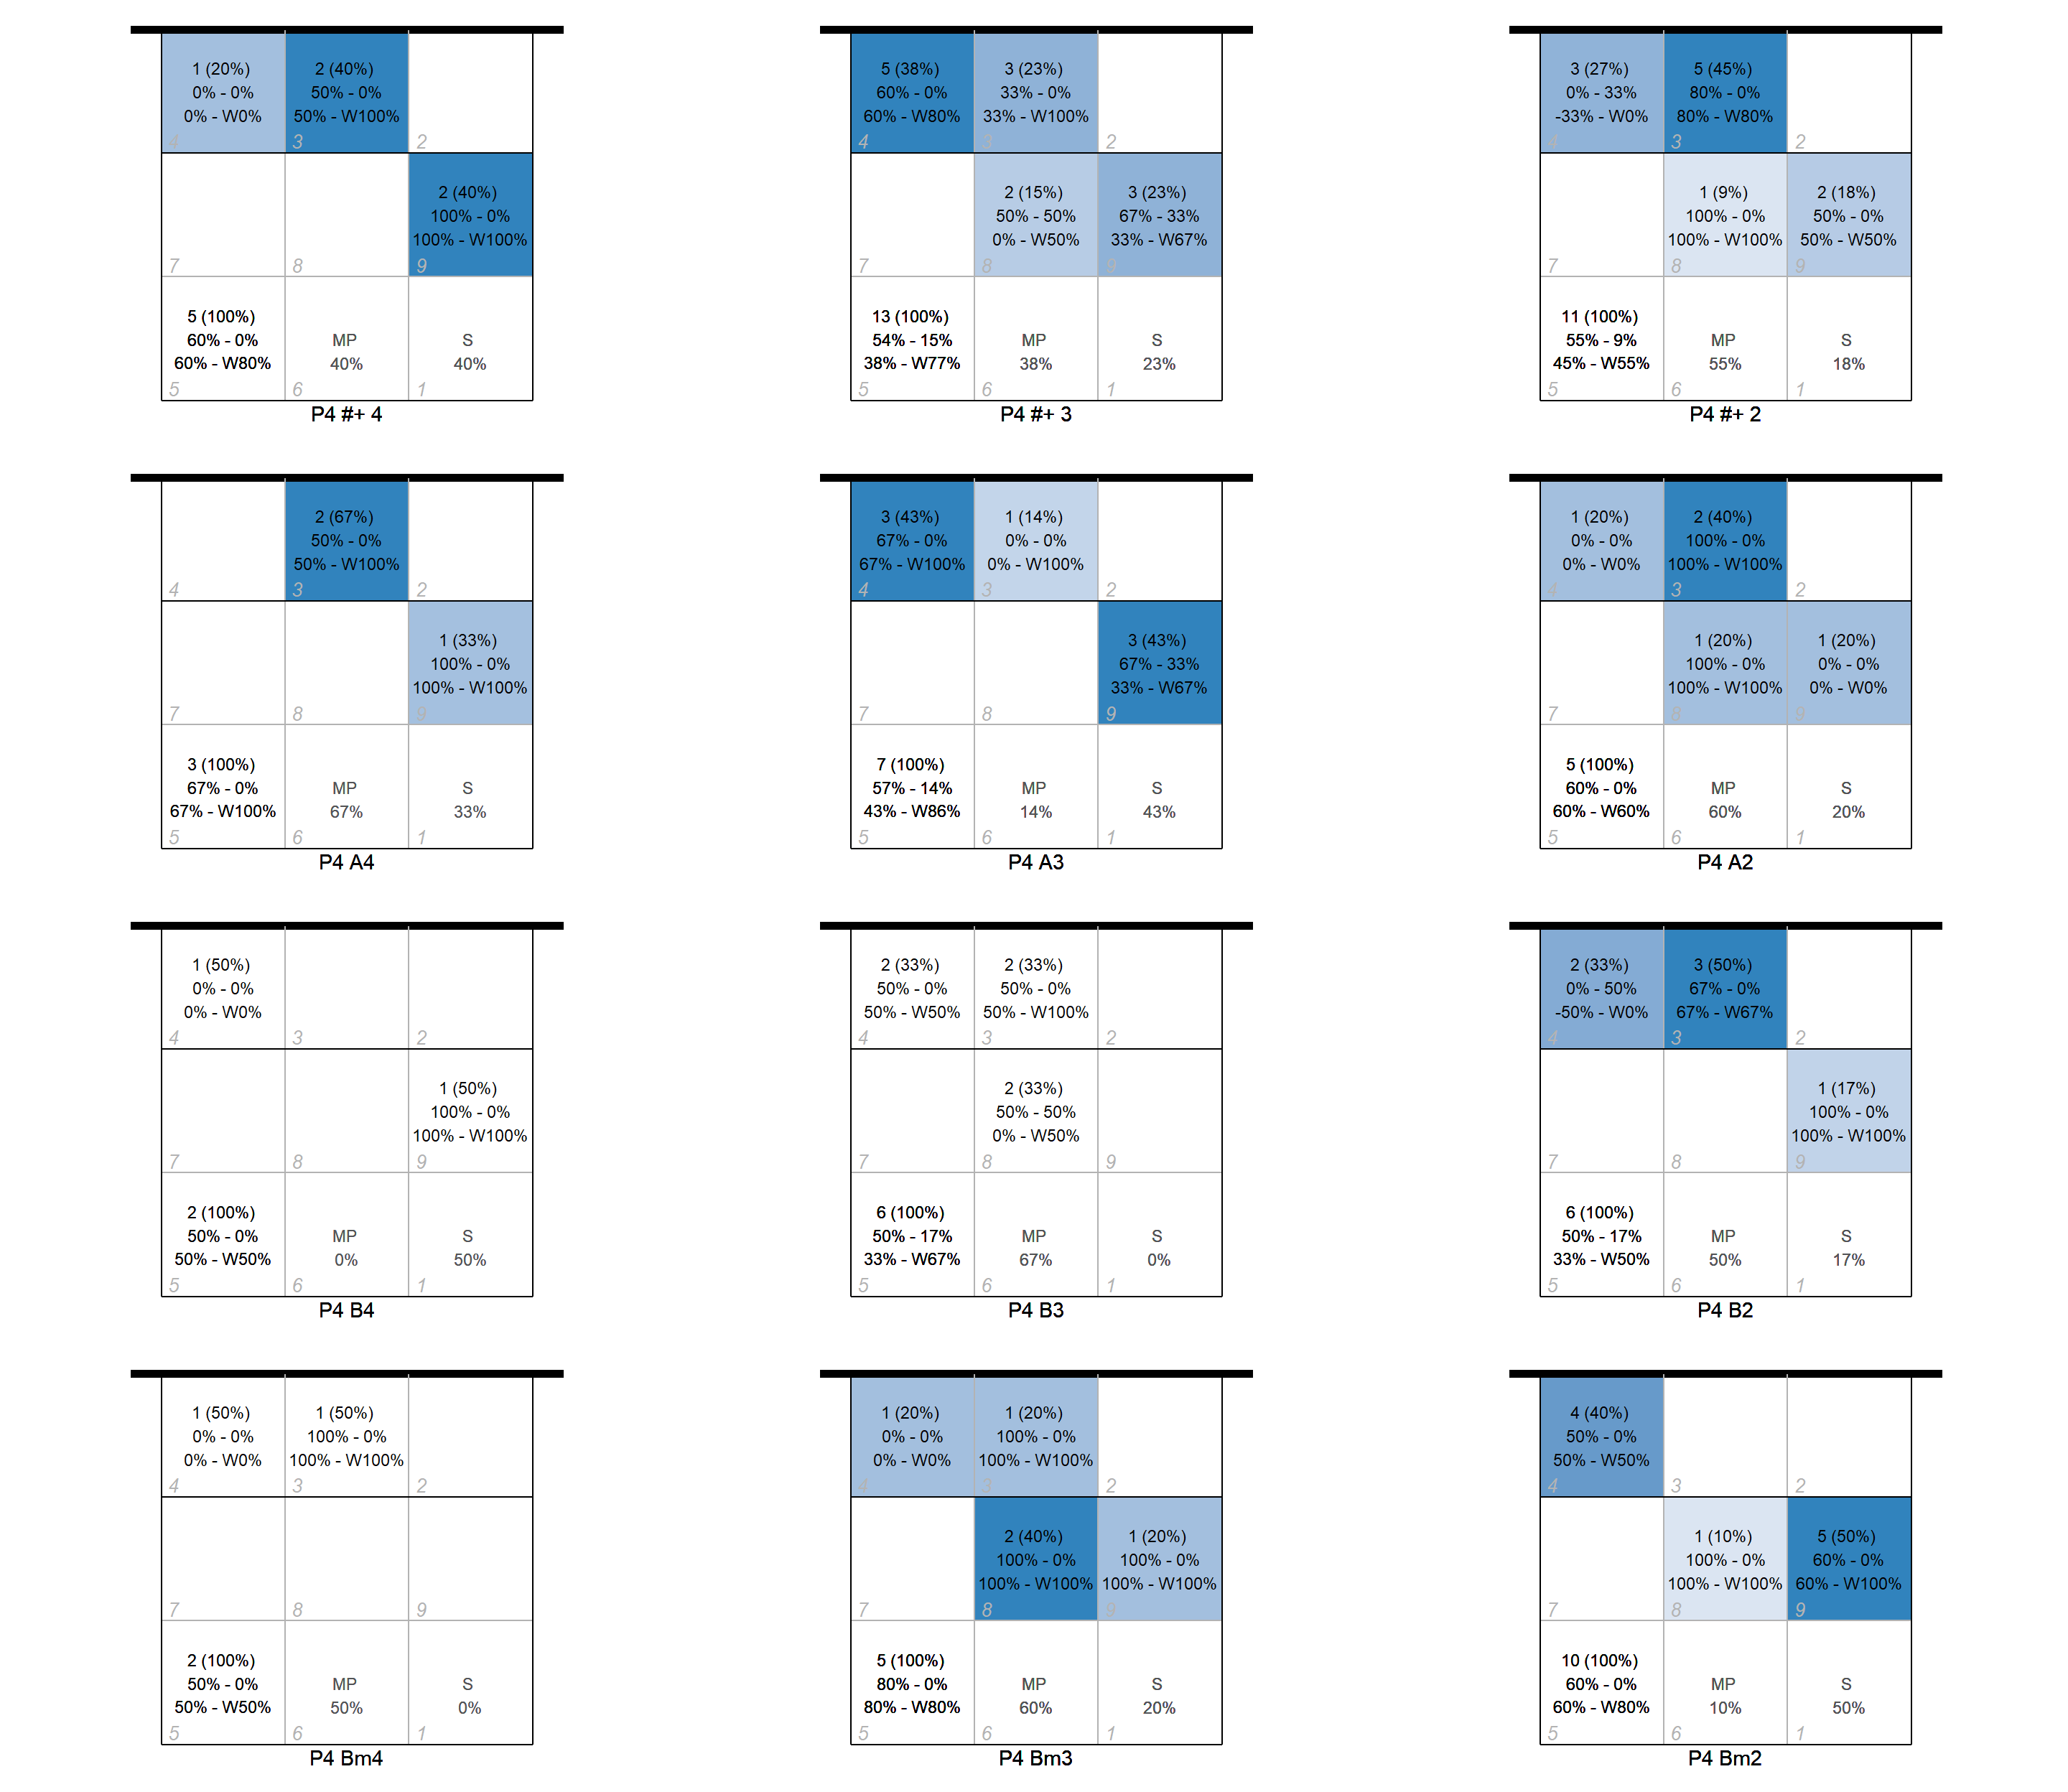 1 (20%)
0% - 0%
0% - W0%
4
2 (40%)
50% - 0%
50% - W100%
3
2
7
8
2 (40%)
100% - 0%
100% - W100%
9
5 (100%)
60% - 0%
60% - W80%
5
MP
40%
6
S
40%
1
P4 #+ 4
5 (38%)
60% - 0%
60% - W80%
4
3 (23%)
33% - 0%
33% - W100%
3
2
7
2 (15%)
50% - 50%
0% - W50%
8
3 (23%)
67% - 33%
33% - W67%
9
13 (100%)
54% - 15%
38% - W77%
5
MP
38%
6
S
23%
1
P4 #+ 3
3 (27%)
0% - 33%
-33% - W0%
4
5 (45%)
80% - 0%
80% - W80%
3
2
7
1 (9%)
100% - 0%
100% - W100%
8
2 (18%)
50% - 0%
50% - W50%
9
11 (100%)
55% - 9%
45% - W55%
5
MP
55%
6
S
18%
1
P4 #+ 2
4
2 (67%)
50% - 0%
50% - W100%
3
2
7
8
1 (33%)
100% - 0%
100% - W100%
9
3 (100%)
67% - 0%
67% - W100%
5
MP
67%
6
S
33%
1
P4 A4
3 (43%)
67% - 0%
67% - W100%
4
1 (14%)
0% - 0%
0% - W100%
3
2
7
8
3 (43%)
67% - 33%
33% - W67%
9
7 (100%)
57% - 14%
43% - W86%
5
MP
14%
6
S
43%
1
P4 A3
1 (20%)
0% - 0%
0% - W0%
4
2 (40%)
100% - 0%
100% - W100%
3
2
7
1 (20%)
100% - 0%
100% - W100%
8
1 (20%)
0% - 0%
0% - W0%
9
5 (100%)
60% - 0%
60% - W60%
5
MP
60%
6
S
20%
1
P4 A2
1 (50%)
0% - 0%
0% - W0%
4
3
2
7
8
1 (50%)
100% - 0%
100% - W100%
9
2 (100%)
50% - 0%
50% - W50%
5
MP
0%
6
S
50%
1
P4 B4
2 (33%)
50% - 0%
50% - W50%
4
2 (33%)
50% - 0%
50% - W100%
3
2
7
2 (33%)
50% - 50%
0% - W50%
8
9
6 (100%)
50% - 17%
33% - W67%
5
MP
67%
6
S
0%
1
P4 B3
2 (33%)
0% - 50%
-50% - W0%
4
3 (50%)
67% - 0%
67% - W67%
3
2
7
8
1 (17%)
100% - 0%
100% - W100%
9
6 (100%)
50% - 17%
33% - W50%
5
MP
50%
6
S
17%
1
P4 B2
1 (50%)
0% - 0%
0% - W0%
4
1 (50%)
100% - 0%
100% - W100%
3
2
7
8
9
2 (100%)
50% - 0%
50% - W50%
5
MP
50%
6
S
0%
1
P4 Bm4
1 (20%)
0% - 0%
0% - W0%
4
1 (20%)
100% - 0%
100% - W100%
3
2
7
2 (40%)
100% - 0%
100% - W100%
8
1 (20%)
100% - 0%
100% - W100%
9
5 (100%)
80% - 0%
80% - W80%
5
MP
60%
6
S
20%
1
P4 Bm3
4 (40%)
50% - 0%
50% - W50%
4
3
2
7
1 (10%)
100% - 0%
100% - W100%
8
5 (50%)
60% - 0%
60% - W100%
9
10 (100%)
60% - 0%
60% - W80%
5
MP
10%
6
S
50%
1
P4 Bm2